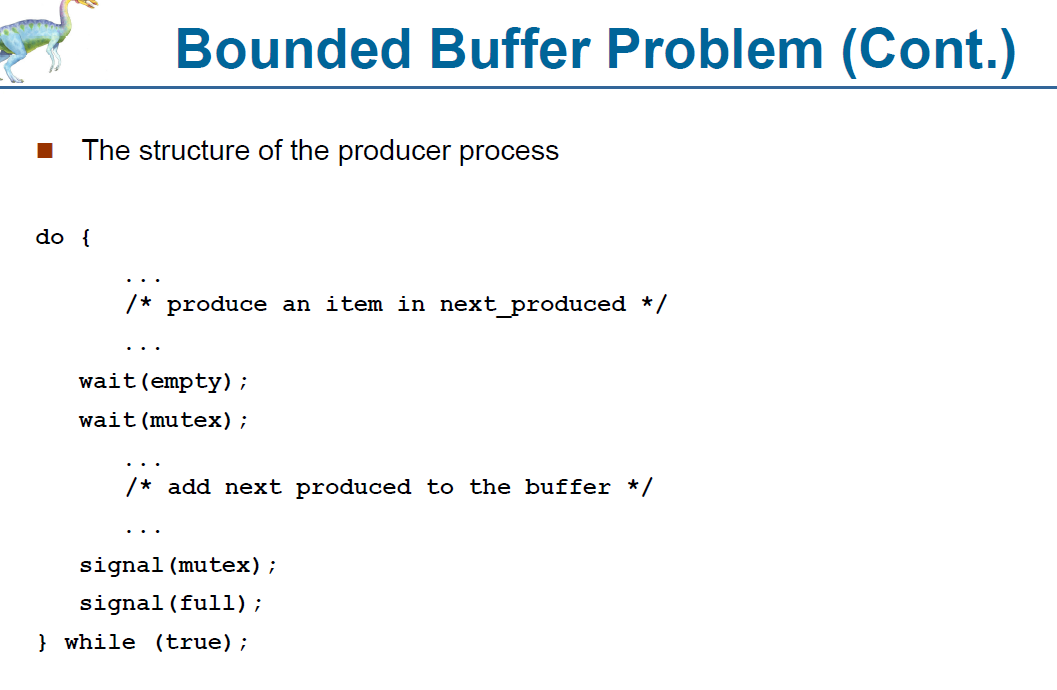 Bounded Buffer Problem (Cont.)
The structure of the producer process
do {
...
/* produce an item in next_produced */
...
wait(empty);
wait(mutex);
...
/* add next produced to the buffer */
...
signal(mutex);
signal(full);
} while (true);